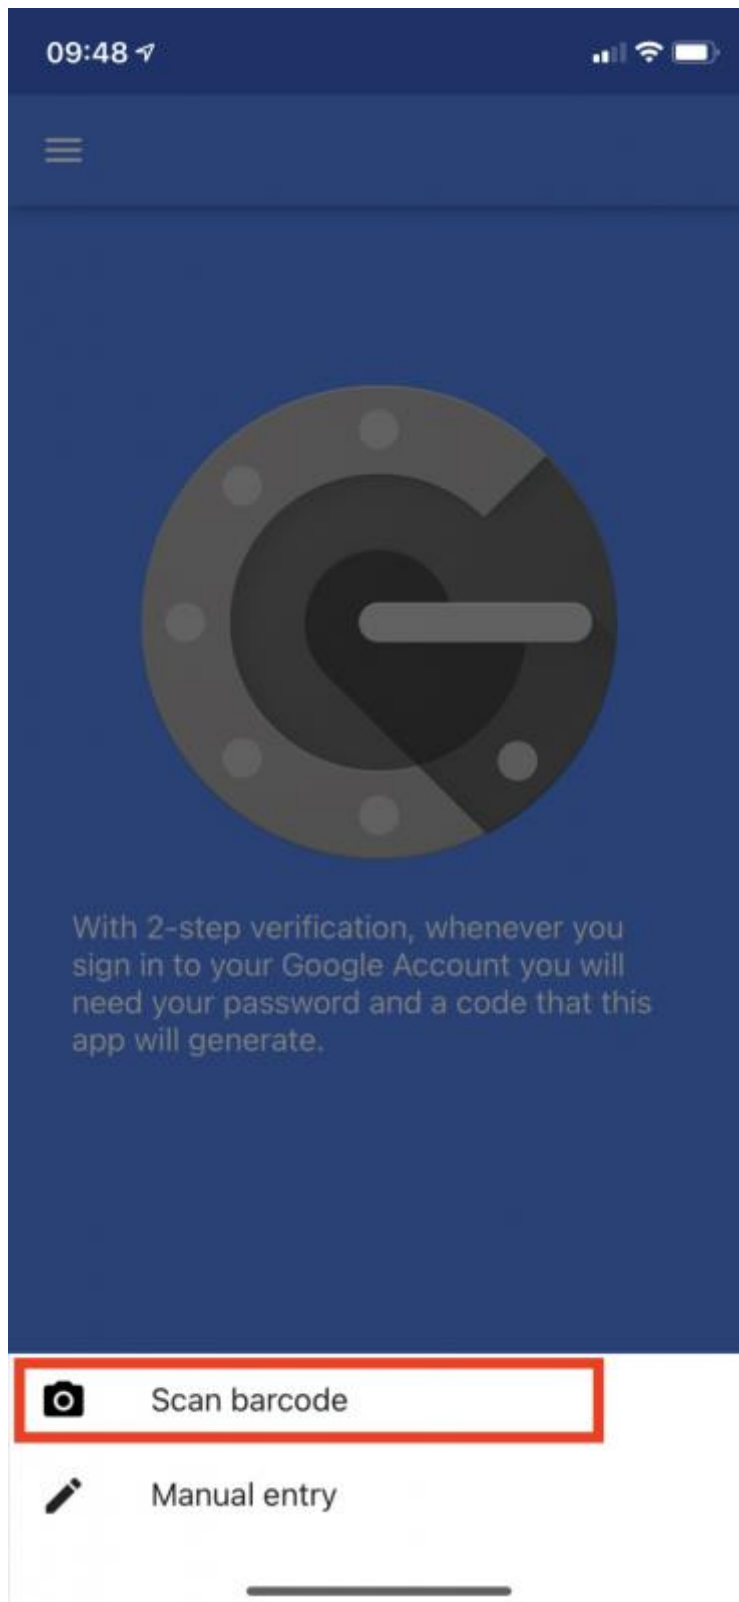 09:48
With 2-step verification, whenever you
sign in to your Google Account you will
need your password and a code that this
app will generate.
Scan barcode
Manual entry